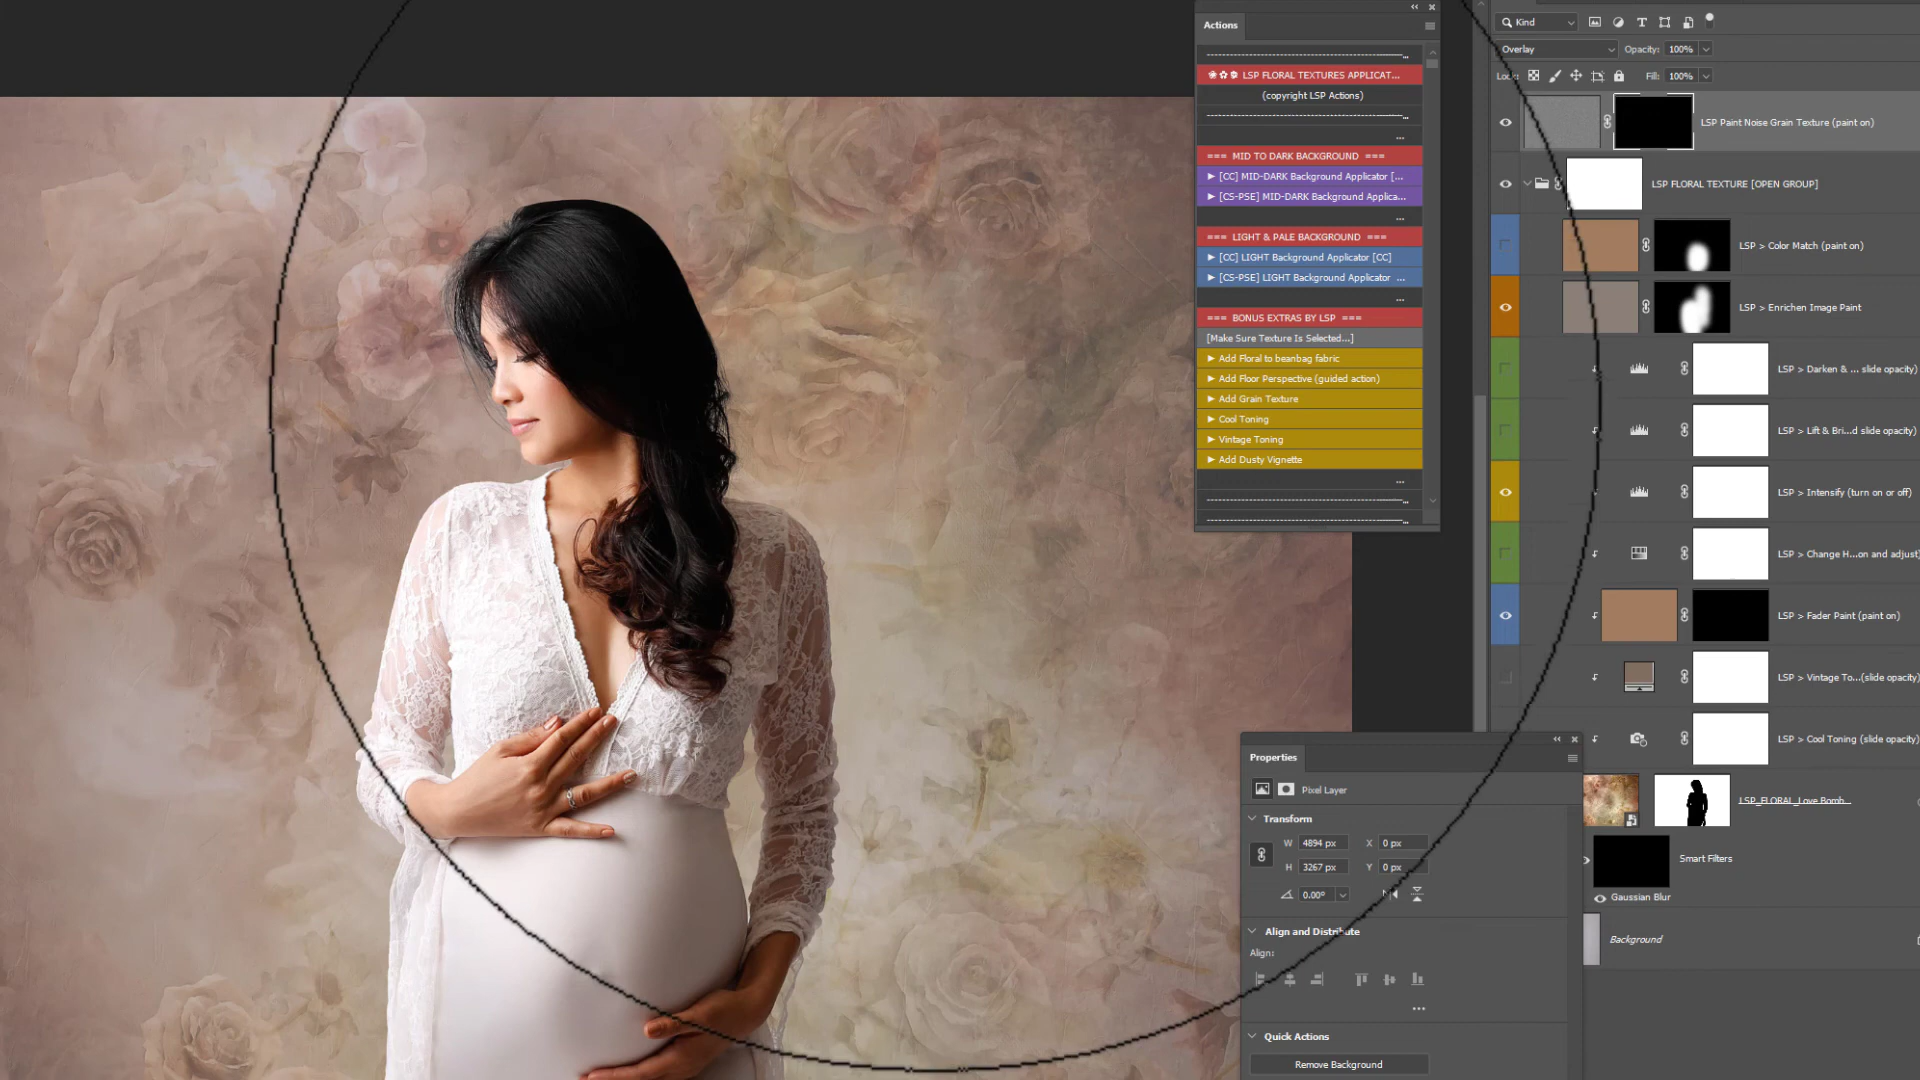 Actions
❀ ✿ ❁ LSP FLORAL TEXTURES APPLICAT...
(copyright LSP Actions)
...
=== MID TO DARK BACKGROUND ===
▶ [CC] MID-DARK Background Applicator [...
▶ [CS-PSE] MID-DARK Background Applica...
...
=== LIGHT & PALE BACKGROUND ===
▶ [CC] LIGHT Background Applicator [CC]
▶ [CS-PSE] LIGHT Background Applicator ...
...
=== BONUS EXTRAS BY LSP ===
[Make Sure Texture Is Selected...]
▶ Add Floral to beanbag fabric
▶ Add Floor Perspective (guided action)
▶ Add Grain Texture
▶ Cool Toning
▶ Vintage Toning
▶ Add Dusty Vignette
...
Kind
Overlay Opacity: 100%
Lock: Fill: 100%
LSP Paint Noise Grain Texture (paint on)
LSP FLORAL TEXTURE [OPEN GROUP]
LSP > Color Match (paint on)
LSP > Enrichen Image Paint
LSP > Darken & ... slide opacity)
LSP > Lift & Bri...d slide opacity)
LSP > Intensify (turn on or off)
LSP > Change H...on and adjust)
LSP > Fader Paint (paint on)
LSP > Vintage To...(slide opacity)
LSP > Cool Toning (slide opacity)
LSP_FLORAL_Love Bomb...
Smart Filters
Gaussian Blur
Background
Properties
Pixel Layer
Transform
W 4894 px X 0 px
H 3267 px Y 0 px
0.00°
Align and Distribute
Align:
...
Quick Actions
Remove Background